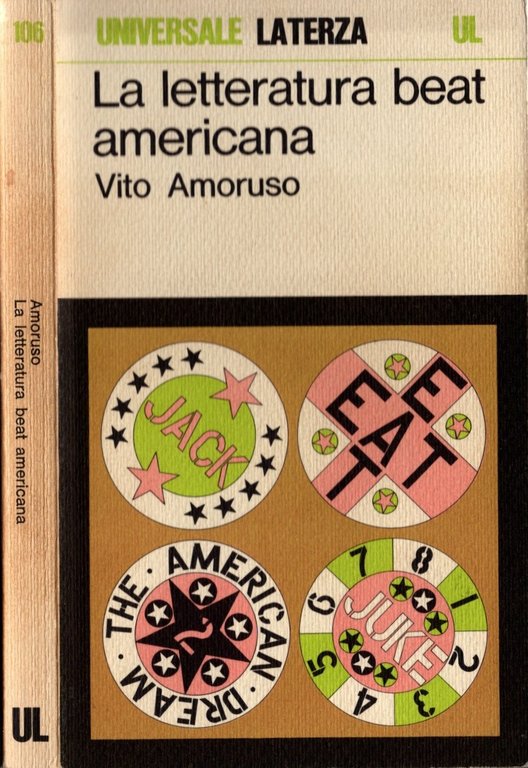 106
UNIVERSALE LATERZA UL
La letteratura beat
americana
Vito Amoruso
Amoruso
La letteratura beat americana
UL
JACK
EAT
EAT
THE · AMERICAN · DREAM ·
JUKE
1 2 3 4 5 6 7 8